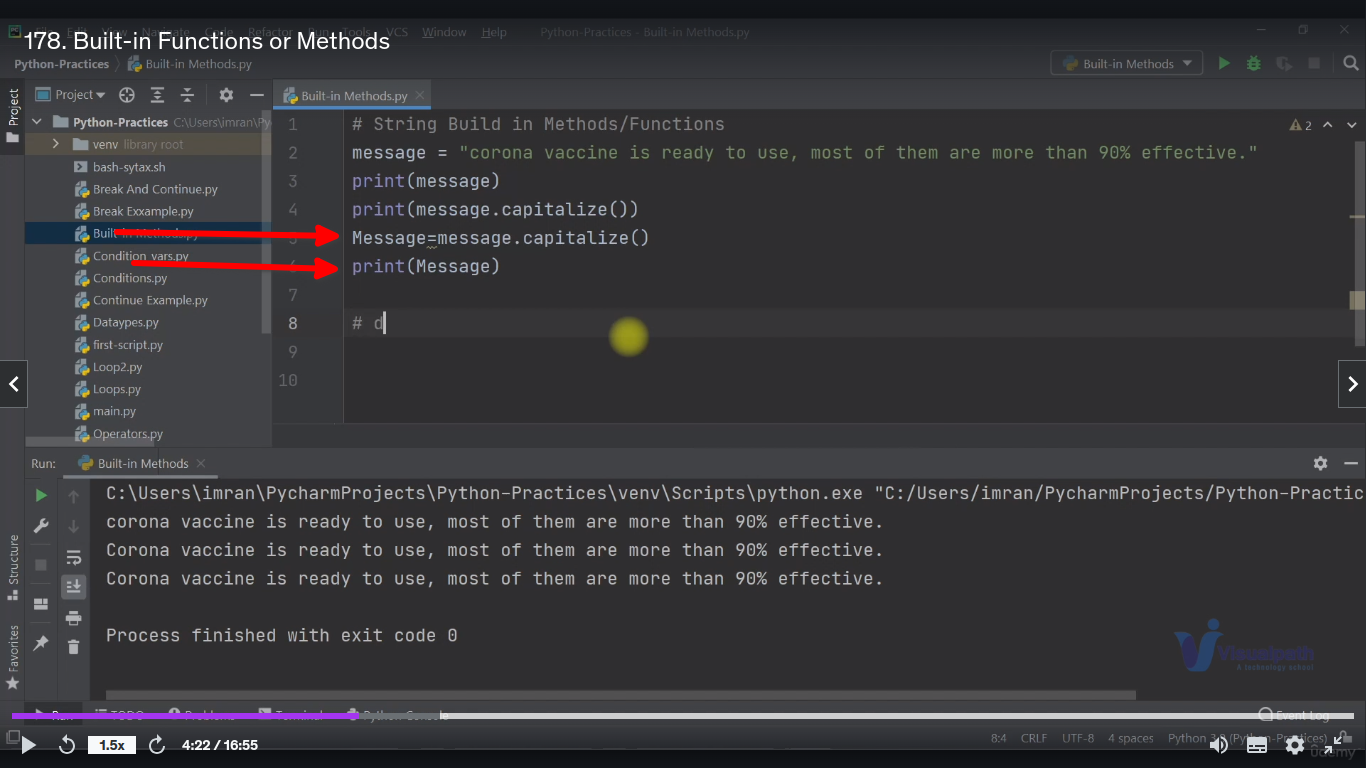 File Edit View Navigate Code Refactor Run Tools VCS Window Help Python-Practices - Built-in Methods.py
178. Built-in Functions or Methods
Python-Practices Built-in Methods.py
Built-in Methods
Project
Project
Built-in Methods.py
Python-Practices C:\Users\imran\Py
venv library root
bash-sytax.sh
Break And Continue.py
Break Exxample.py
Built-in Methods.py
Condition_vars.py
Conditions.py
Continue Example.py
Dataypes.py
first-script.py
Loop2.py
Loops.py
main.py
Operators.py
1 # String Build in Methods/Functions
2 message = "corona vaccine is ready to use, most of them are more than 90% effective."
3 print(message)
4 print(message.capitalize())
5 Message=message.capitalize()
6 print(Message)
7
8 # d
9
10
2
Run: Built-in Methods
C:\Users\imran\PycharmProjects\Python-Practices\venv\Scripts\python.exe "C:/Users/imran/PycharmProjects/Python-Practic
corona vaccine is ready to use, most of them are more than 90% effective.
Corona vaccine is ready to use, most of them are more than 90% effective.
Corona vaccine is ready to use, most of them are more than 90% effective.
Process finished with exit code 0
Structure
Favorites
Visualpath
A technology school
Run TODO Problems Terminal Python Console Event Log
8:4 CRLF UTF-8 4 spaces
1.5x 4:22 / 16:55
udemy